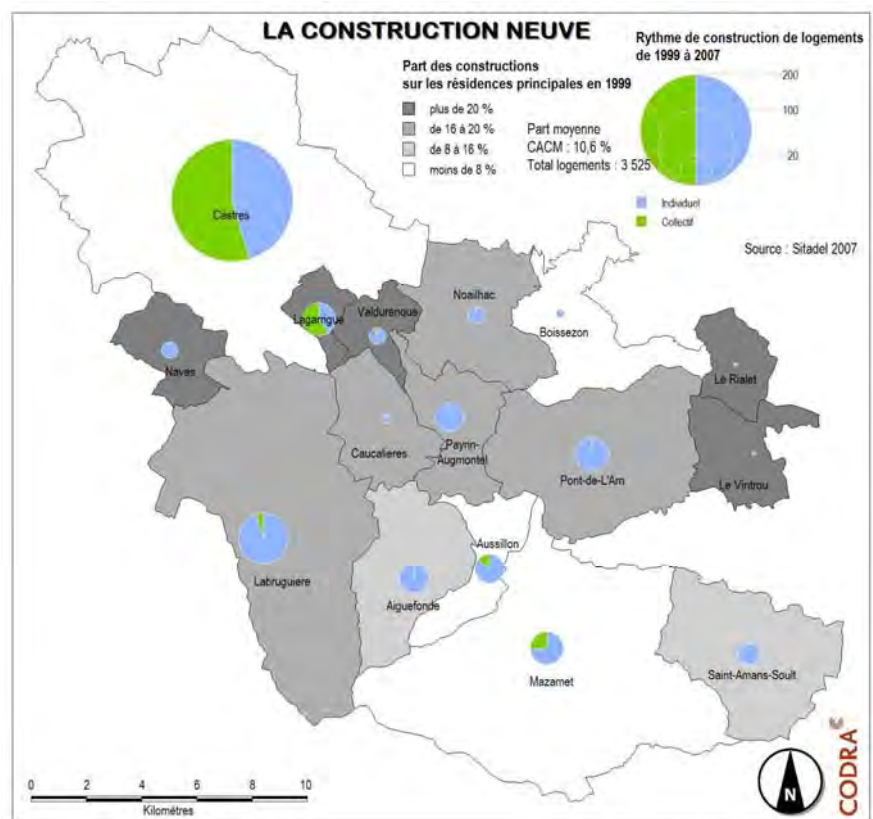 LA CONSTRUCTION NEUVE
Rythme de construction de logements
de 1999 à 2007
200
100
20
Individuel
Collectif
Part des constructions
sur les résidences principales en 1999
plus de 20 %
de 16 à 20 %
de 8 à 16 %
moins de 8 %
Part moyenne
CACM : 10,6 %
Total logements : 3 525
Source : Sitadel 2007
Castres
Noailhac
Lagarrigue
Valdurenque
Boissezon
Naves
Le Rialet
Caucalieres
Payrin-
Augmontel
Pont-de-L'Arn
Le Vintrou
Aussillon
Labruguiere
Aiguefonde
Mazamet
Saint-Amans-Soult
0 2 4 6 8 10
Kilomètres
N
CODRA